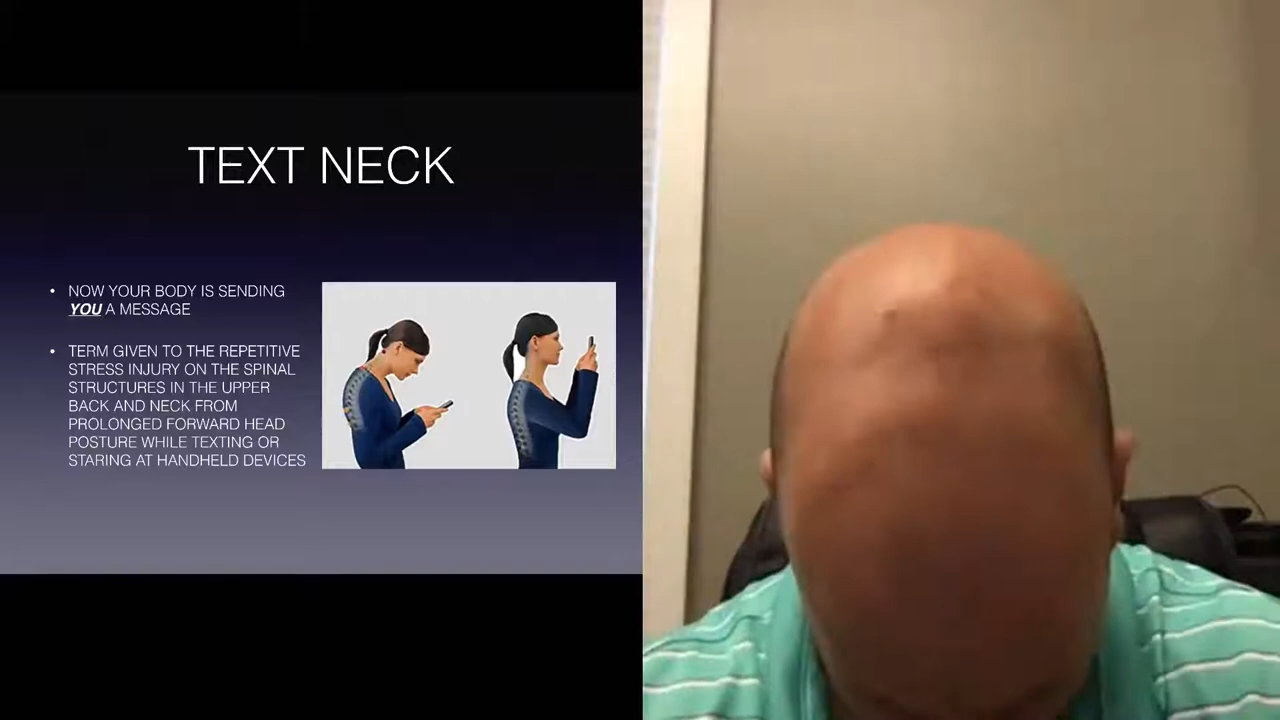 TEXT NECK
• NOW YOUR BODY IS SENDING
YOU A MESSAGE
• TERM GIVEN TO THE REPETITIVE
STRESS INJURY ON THE SPINAL
STRUCTURES IN THE UPPER
BACK AND NECK FROM
PROLONGED FORWARD HEAD
POSTURE WHILE TEXTING OR
STARING AT HANDHELD DEVICES